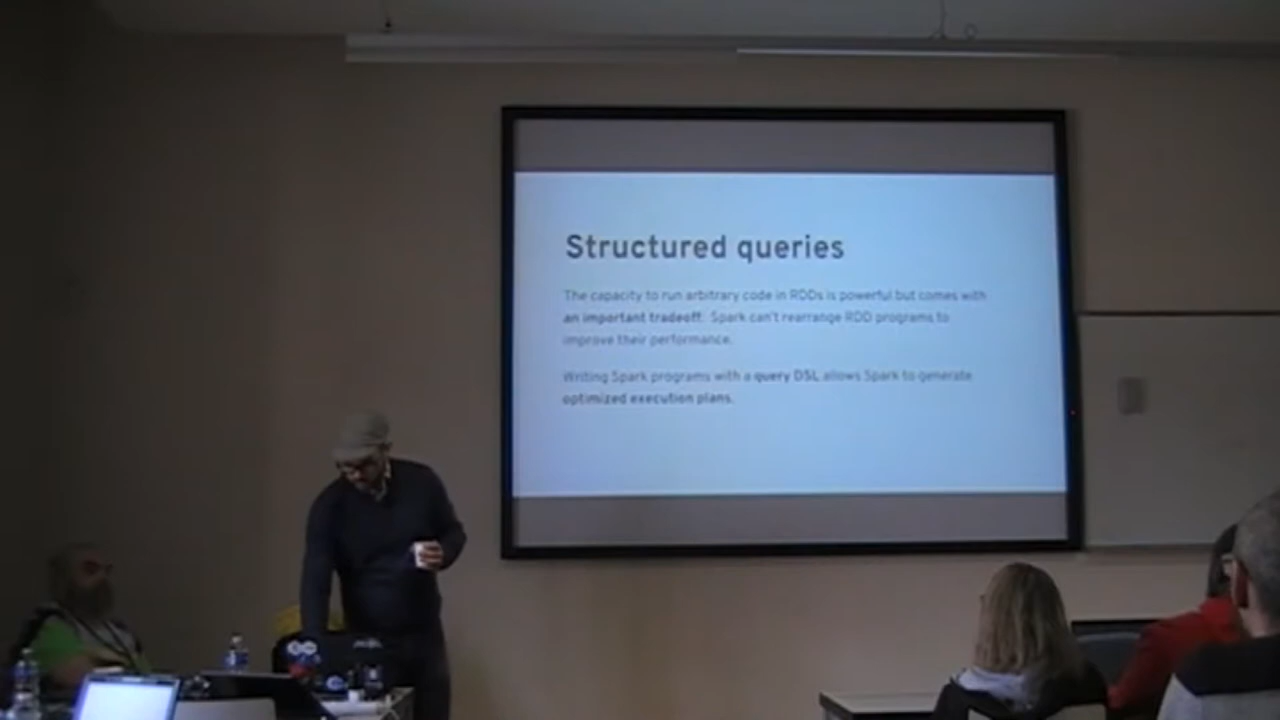 Structured queries
The capacity to run arbitrary code in RDDs is powerful but comes with
an important tradeoff: Spark can't rearrange RDD programs to
improve their performance.
Writing Spark programs with a query DSL allows Spark to generate
optimized execution plans.